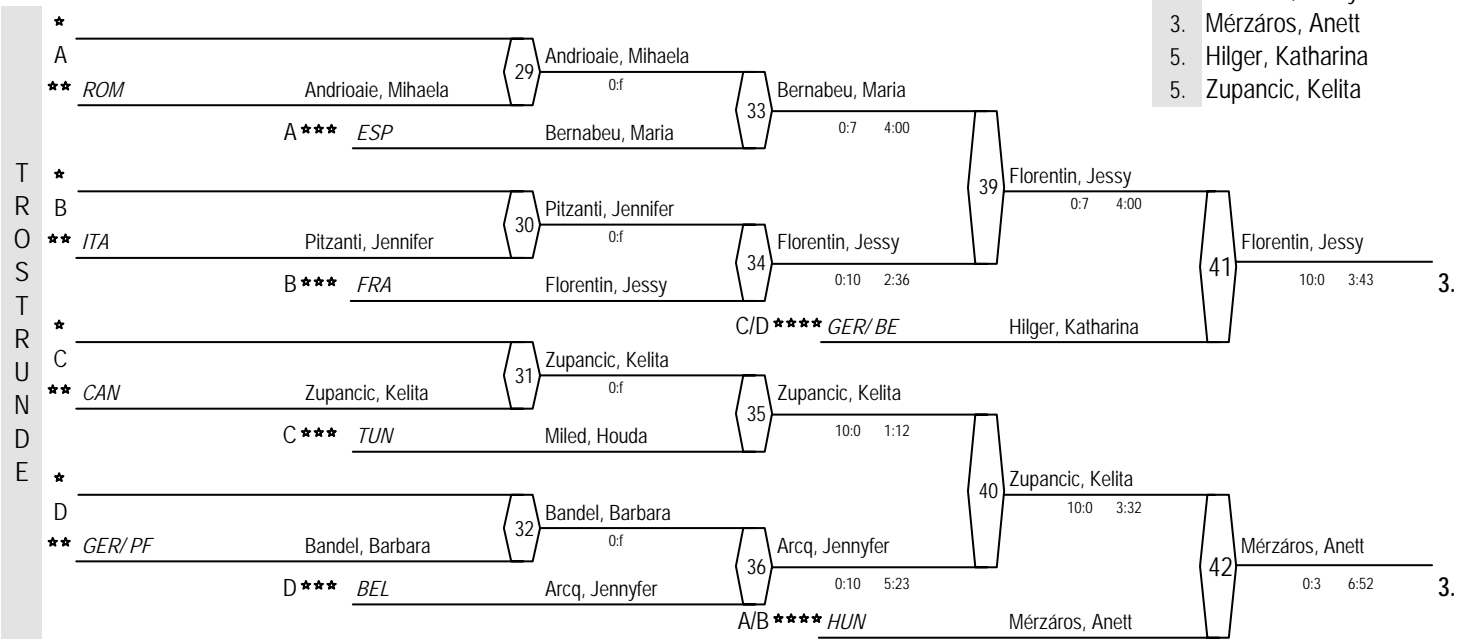 3. Mérzáros, Anett
5. Hilger, Katharina
5. Zupancic, Kelita
TROSTRUNDE
*
A
** ROM Andrioaie, Mihaela
29
Andrioaie, Mihaela
0:f
A *** ESP Bernabeu, Maria
33
Bernabeu, Maria
0:7 4:00
*
B
** ITA Pitzanti, Jennifer
30
Pitzanti, Jennifer
0:f
B *** FRA Florentin, Jessy
34
Florentin, Jessy
0:10 2:36
39
Florentin, Jessy
0:7 4:00
C/D **** GER/BE Hilger, Katharina
41
Florentin, Jessy
10:0 3:43 3.
*
C
** CAN Zupancic, Kelita
31
Zupancic, Kelita
0:f
C *** TUN Miled, Houda
35
Zupancic, Kelita
10:0 1:12
*
D
** GER/PF Bandel, Barbara
32
Bandel, Barbara
0:f
D *** BEL Arcq, Jennyfer
36
Arcq, Jennyfer
0:10 5:23
40
Zupancic, Kelita
10:0 3:32
A/B **** HUN Mérzáros, Anett
42
Mérzáros, Anett
0:3 6:52 3.